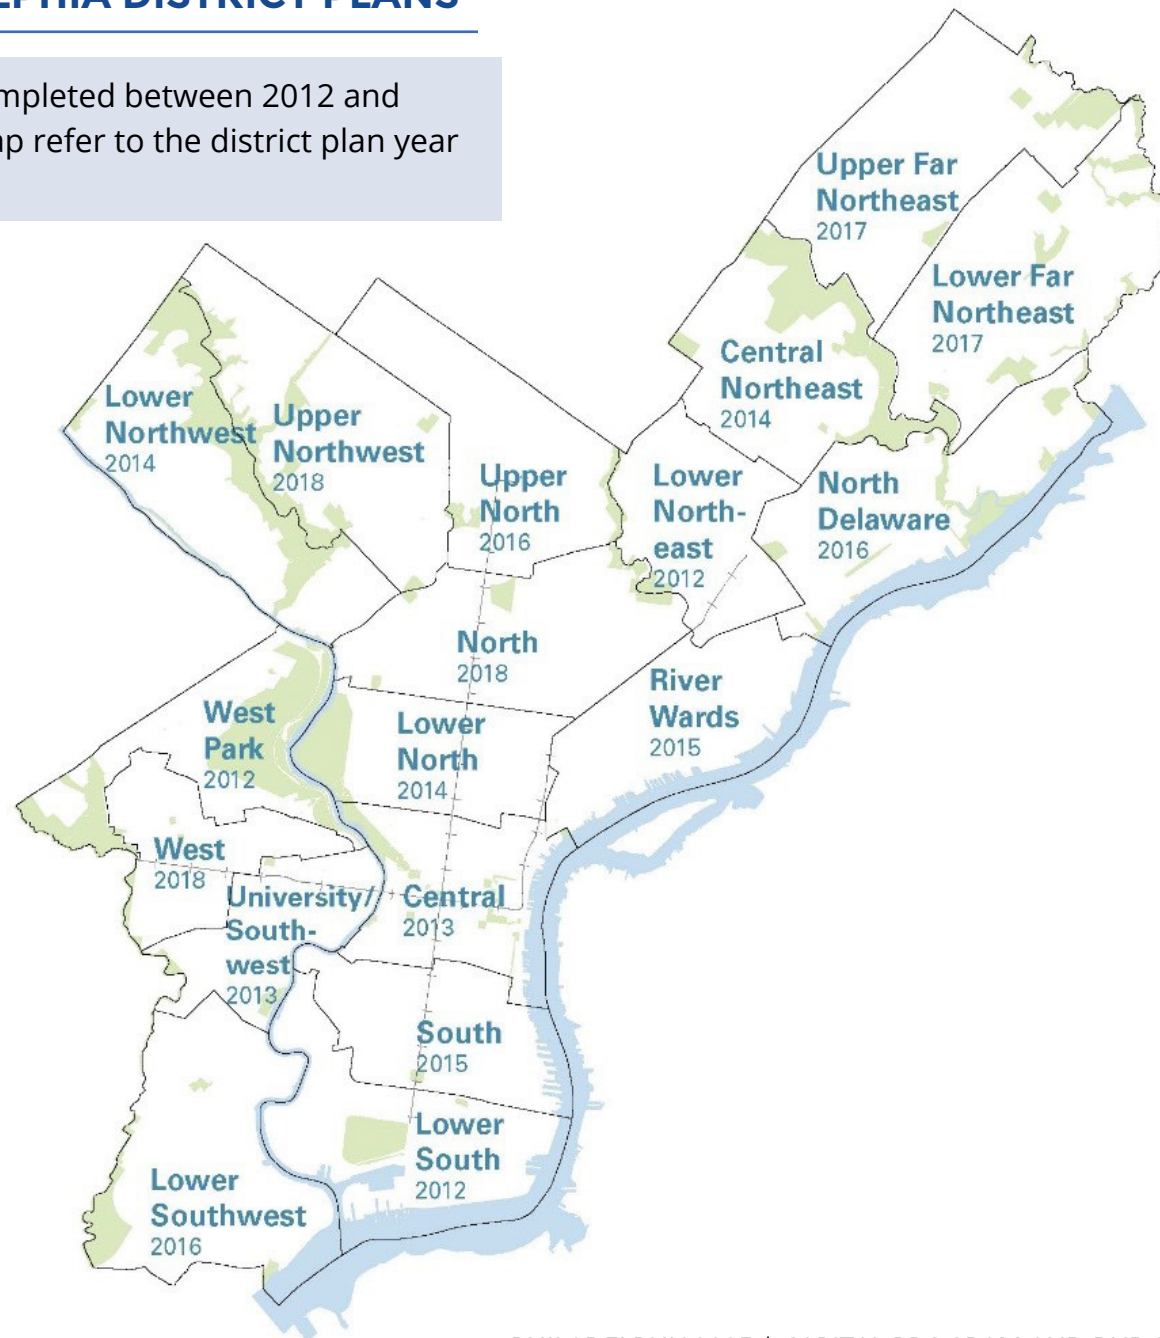 DISTRICT PLANS
completed between 2012 and
refer to the district plan year
Upper Far
Northeast
2017
Lower Far
Northeast
2017
Central
Northeast
2014
Lower
Northwest
2014
Upper
Northwest
2018
Upper
North
2016
Lower
North-
east
2012
North
Delaware
2016
North
2018
River
Wards
2015
West
Park
2012
Lower
North
2014
West
2018
University/
South-
west
2013
Central
2013
South
2015
Lower
South
2012
Lower
Southwest
2016